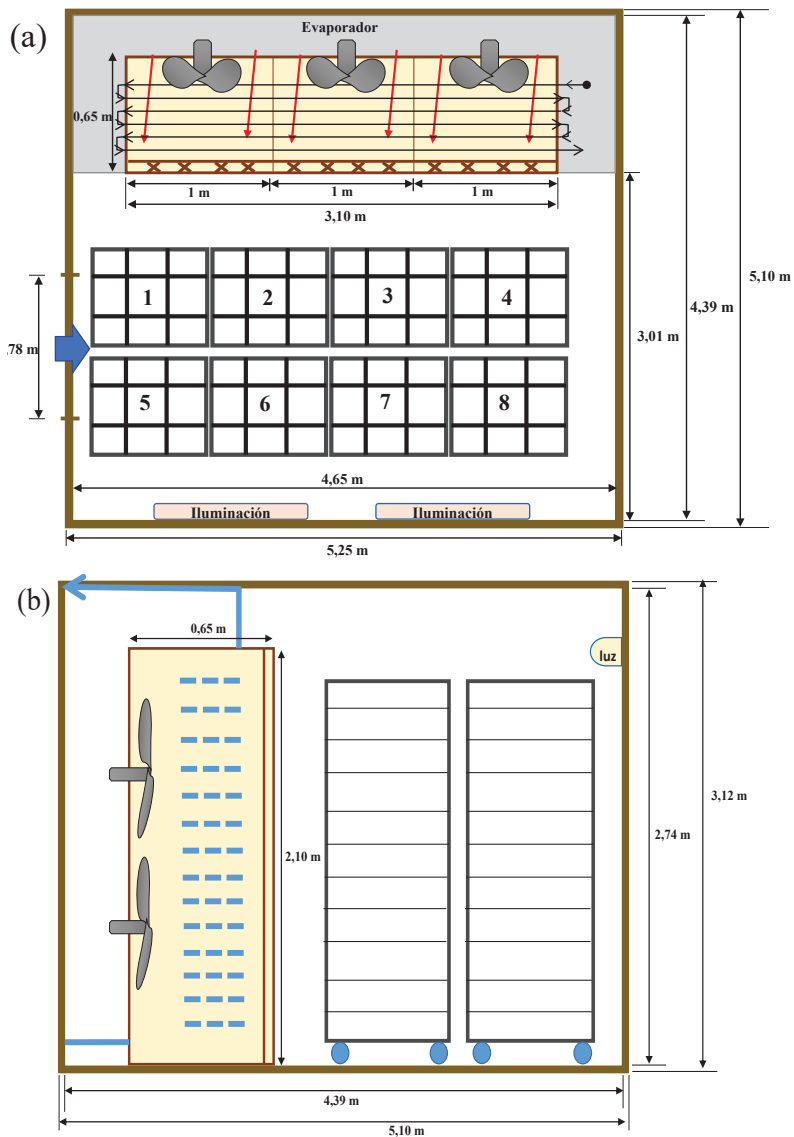 (a)
Evaporador
0,65 m
1 m
1 m
1 m
3,10 m
1
2
3
4
5
6
7
8
,78 m
3,01 m
4,39 m
5,10 m
4,65 m
Iluminación
Iluminación
5,25 m
(b)
0,65 m
luz
2,10 m
2,74 m
3,12 m
4,39 m
5,10 m